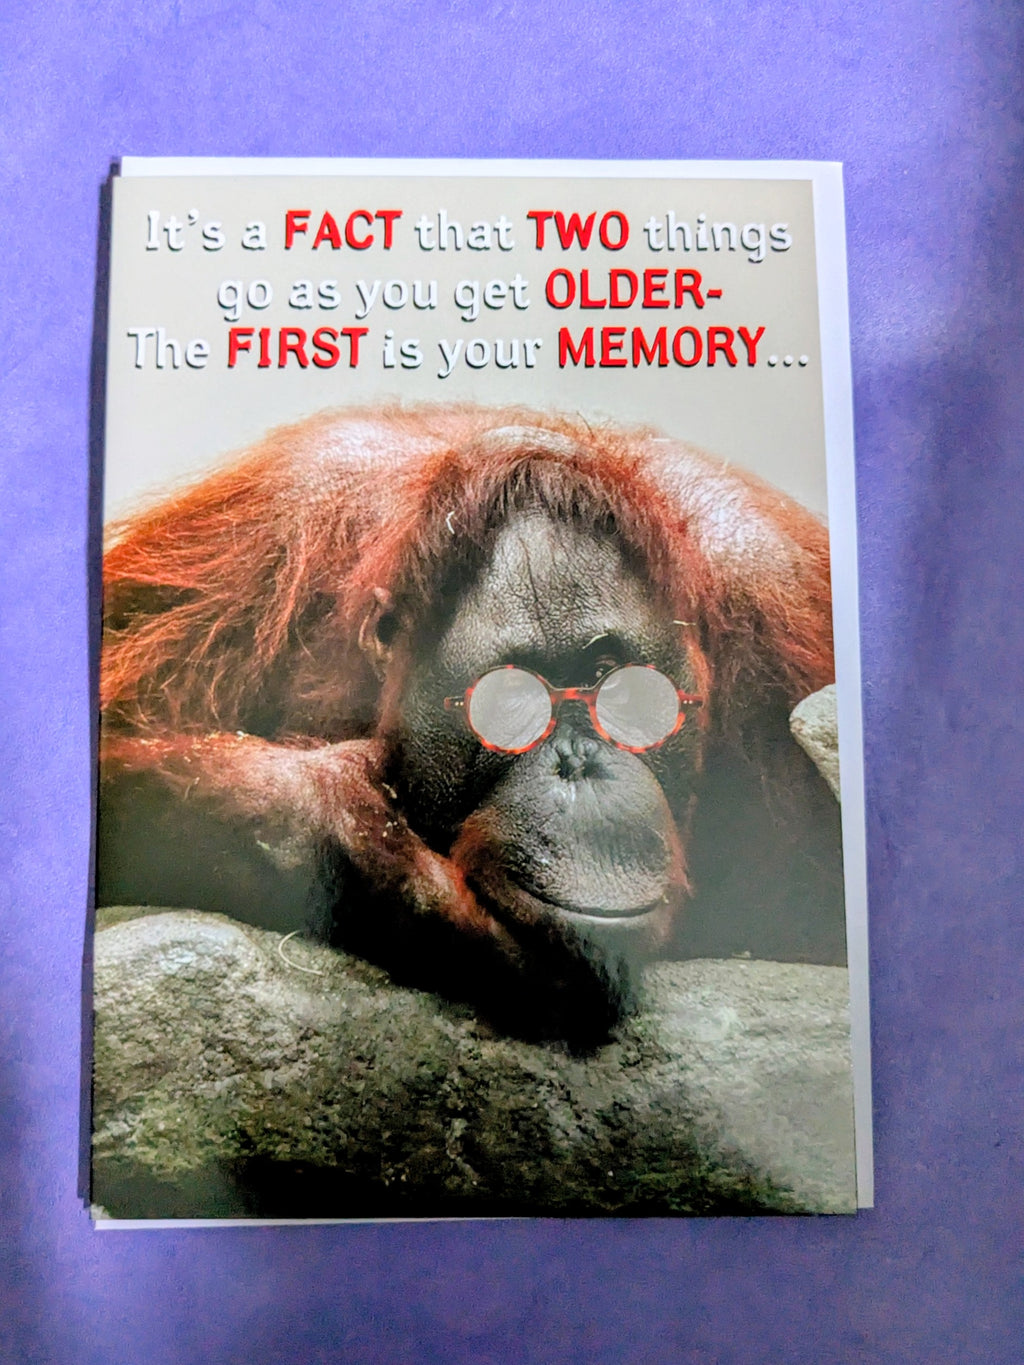 It's a FACT that TWO things
go as you get OLDER-
The FIRST is your MEMORY...